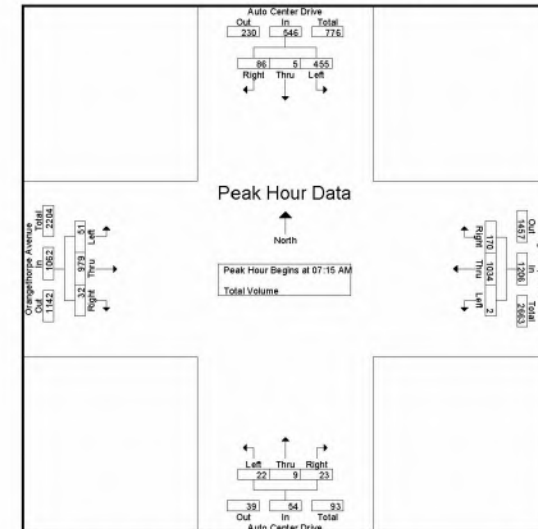 Auto Center Drive
Out In Total
230 546 776
86 5 455
Right Thru Left
Peak Hour Data
North
Peak Hour Begins at 07:15 AM
Total Volume
Orangethorpe Avenue
Total In Out
2204 1062 1142
51 979 32
Left Thru Right
Right Thru Left
170 1034 2
Out In Total
1457 1206 2663
Left Thru Right
22 9 23
39 54 93
Out In Total
Auto Center Drive